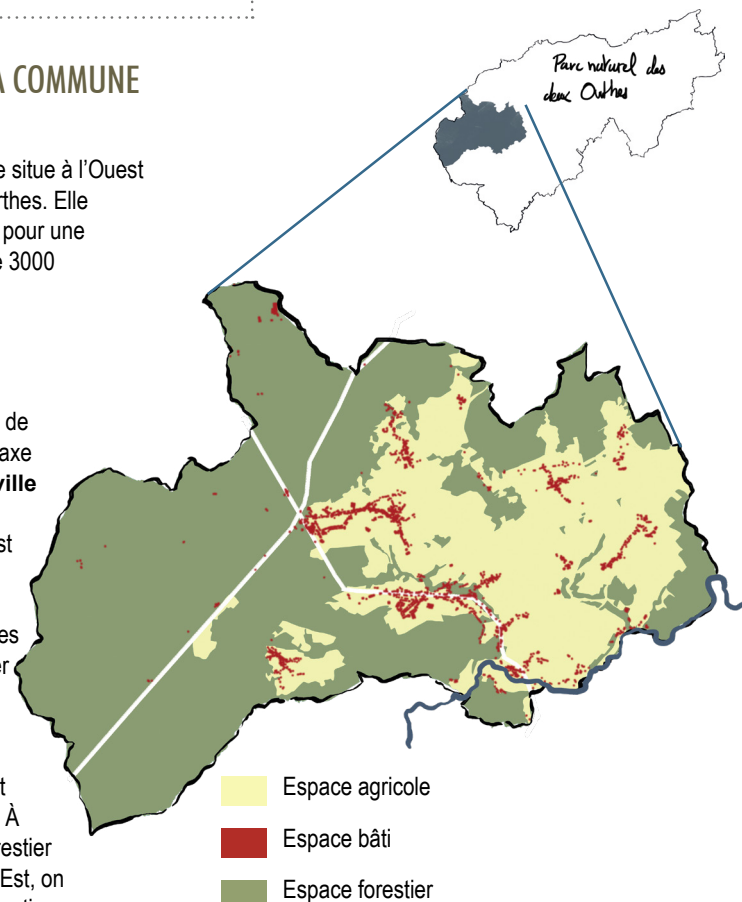 A COMMUNE
Parc naturel des
deux Ourthes
e situe à l'Ouest
rthes. Elle
pour une
e 3000
de
axe
ville
st
es
er
t
À
restier
Est, on
Espace agricole
Espace bâti
Espace forestier